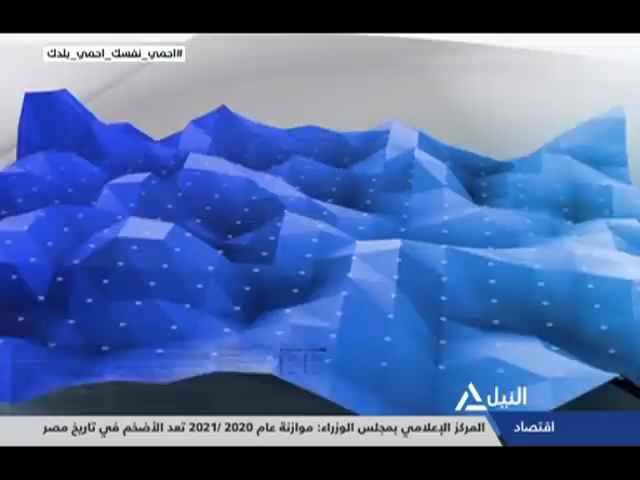 #احمي_نفسك_احمي_بلدك
النيل
اقتصاد
المركز الإعلامي بمجلس الوزراء: موازنة عام 2020 /2021 تعد الأضخم في تاريخ مصر